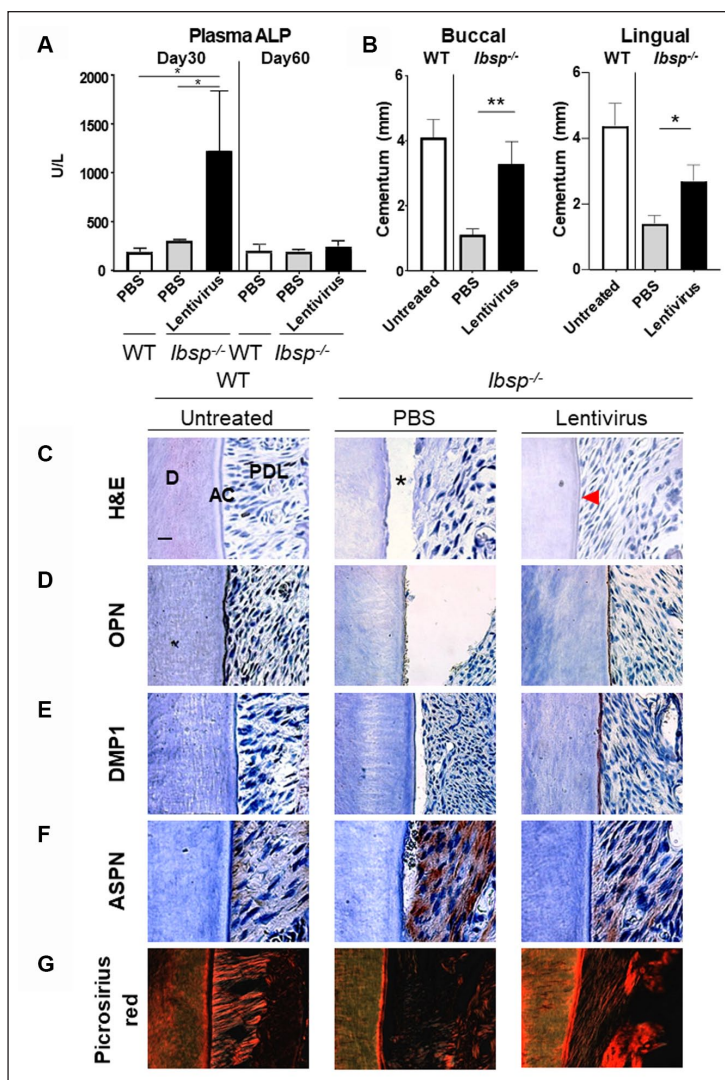 A
Plasma ALP
Day30 Day60
* *
2000
1500
1000
500
0
U/L
PBS PBS Lentivirus PBS PBS Lentivirus
WT Ibsp-/- WT Ibsp-/-
B
Buccal
WT Ibsp-/-
**
6
4
2
0
Cementum (mm)
Untreated PBS Lentivirus
Lingual
WT Ibsp-/-
*
6
4
2
0
Cementum (mm)
Untreated PBS Lentivirus
WT Ibsp-/-
Untreated PBS Lentivirus
C
H&E
D AC PDL
*
D
OPN
E
DMP1
F
ASPN
G
Picrosirius
red